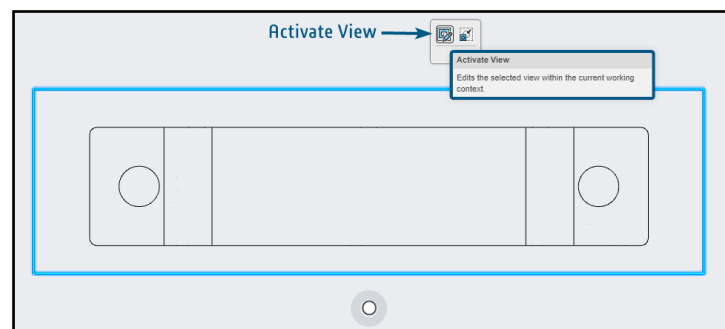 Activate View
Activate View
Edits the selected view within the current working
context.